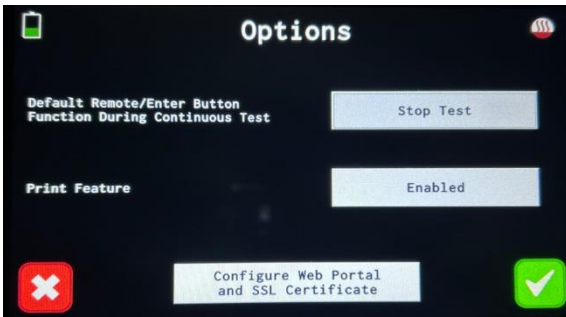 Options
Default Remote/Enter Button
Function During Continuous Test
Stop Test
Print Feature
Enabled
Configure Web Portal
and SSL Certificate